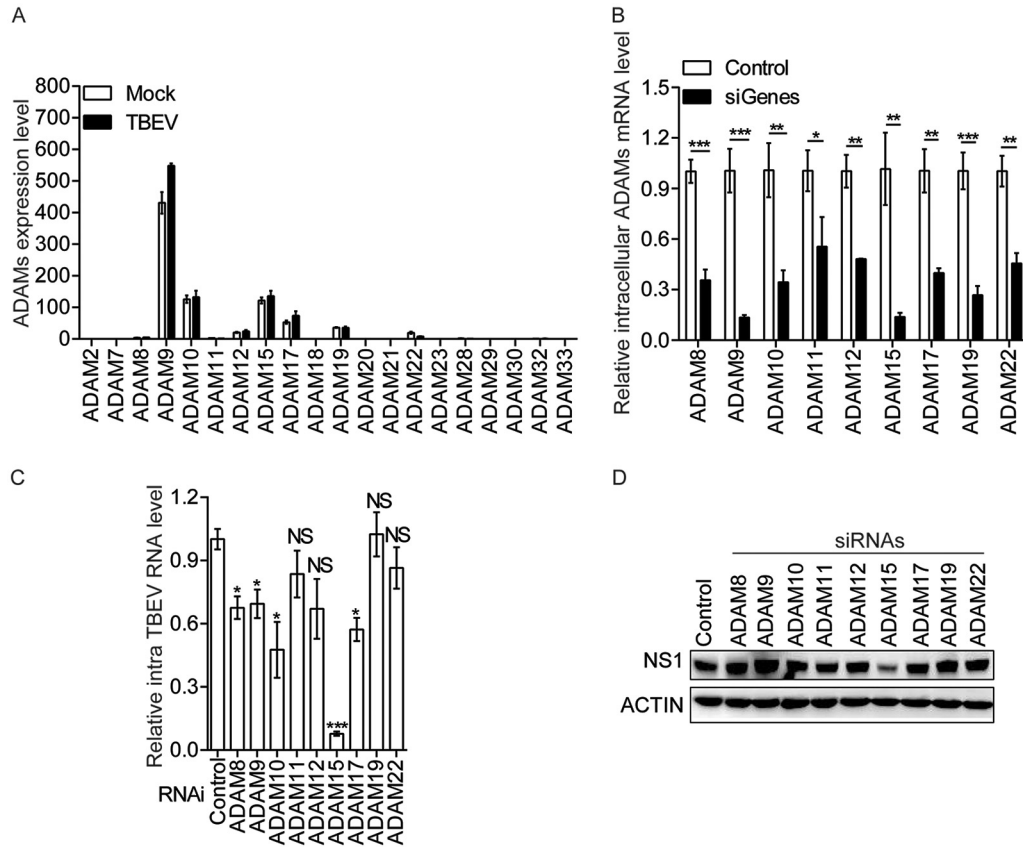 A
ADAMs expression level
800
700
600
500
400
300
200
100
0
Mock
TBEV
ADAM2
ADAM7
ADAM8
ADAM9
ADAM10
ADAM11
ADAM12
ADAM15
ADAM17
ADAM18
ADAM19
ADAM20
ADAM21
ADAM22
ADAM23
ADAM28
ADAM29
ADAM30
ADAM32
ADAM33
B
Relative intracellular ADAMs mRNA level
Control
siGenes
1.5
1.2
0.9
0.6
0.3
0.0
*** *** ** * ** ** ** *** **
ADAM8
ADAM9
ADAM10
ADAM11
ADAM12
ADAM15
ADAM17
ADAM19
ADAM22
C
Relative intra TBEV RNA level
1.2
0.9
0.6
0.3
0.0
* * * NS NS *** * NS NS
RNAi
Control
ADAM8
ADAM9
ADAM10
ADAM11
ADAM12
ADAM15
ADAM17
ADAM19
ADAM22
D
siRNAs
Control
ADAM8
ADAM9
ADAM10
ADAM11
ADAM12
ADAM15
ADAM17
ADAM19
ADAM22
NS1
ACTIN